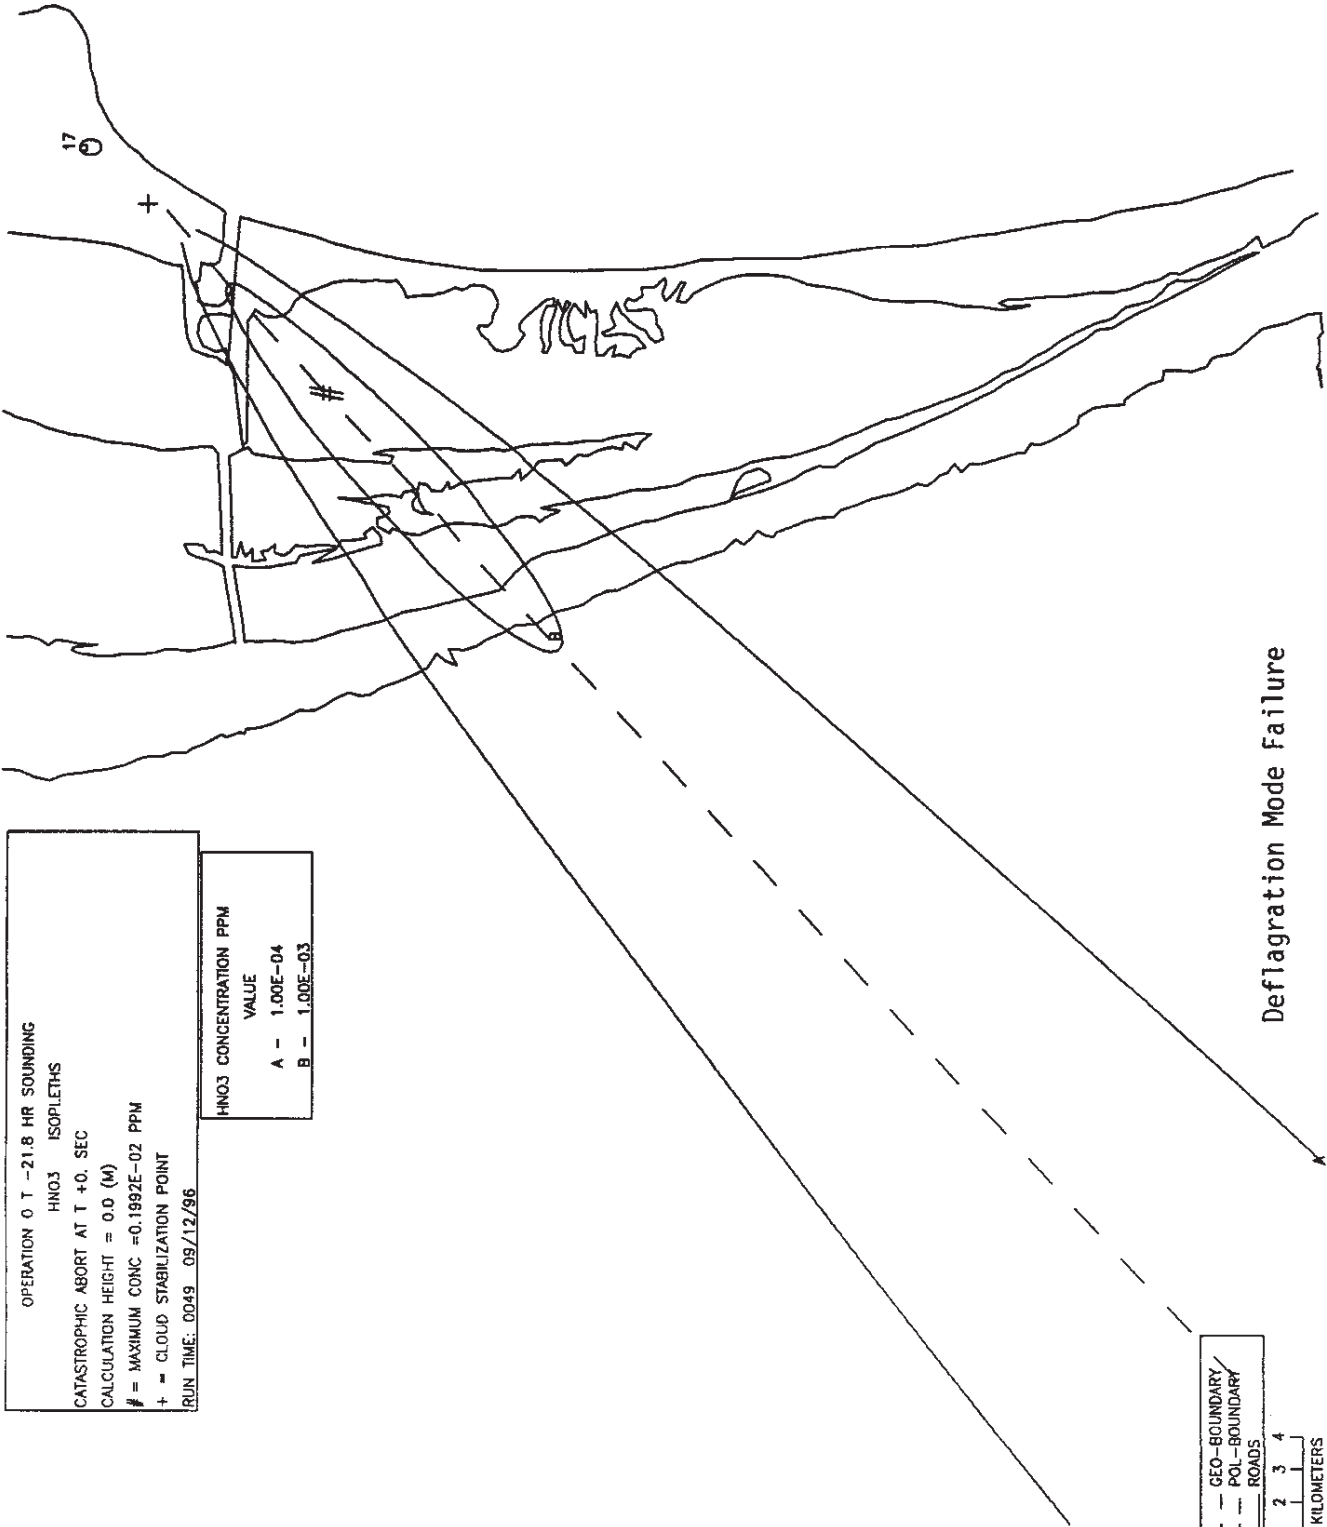 OPERATION 0 T -21.8 HR SOUNDING
HNO3 ISOPLETHS
CATASTROPHIC ABORT AT T +0. SEC
CALCULATION HEIGHT = 0.0 (M)
# = MAXIMUM CONC =0.1992E-02 PPM
+ = CLOUD STABILIZATION POINT
RUN TIME: 0049 09/12/96
HNO3 CONCENTRATION PPM
VALUE
A - 1.00E-04
B - 1.00E-03
17
+
#
B
A
Deflagration Mode Failure
- GEO-BOUNDARY
- POL-BOUNDARY
ROADS
2 3 4
KILOMETERS